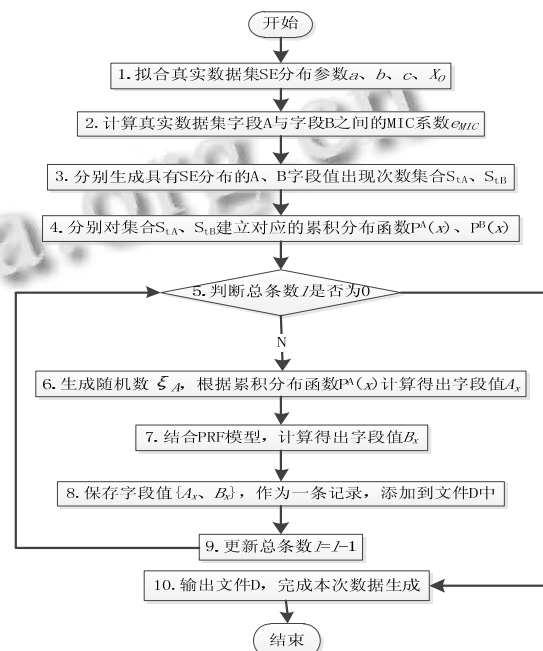 开始
1.拟合真实数据集SE分布参数a、b、c、X₀
2.计算真实数据集字段A与字段B之间的MIC系数e_MIC
3.分别生成具有SE分布的A、B字段值出现次数集合S_tA、S_tB
4.分别对集合S_tA、S_tB建立对应的累积分布函数Pᴬ(x)、Pᴮ(x)
5.判断总条数l是否为0
N
6.生成随机数ξ_A,根据累积分布函数Pᴬ(x)计算得出字段值Aₓ
7.结合PRF模型,计算得出字段值Bₓ
8.保存字段值{Aₓ、Bₓ},作为一条记录,添加到文件D中
9.更新总条数l=l-1
10.输出文件D,完成本次数据生成
结束